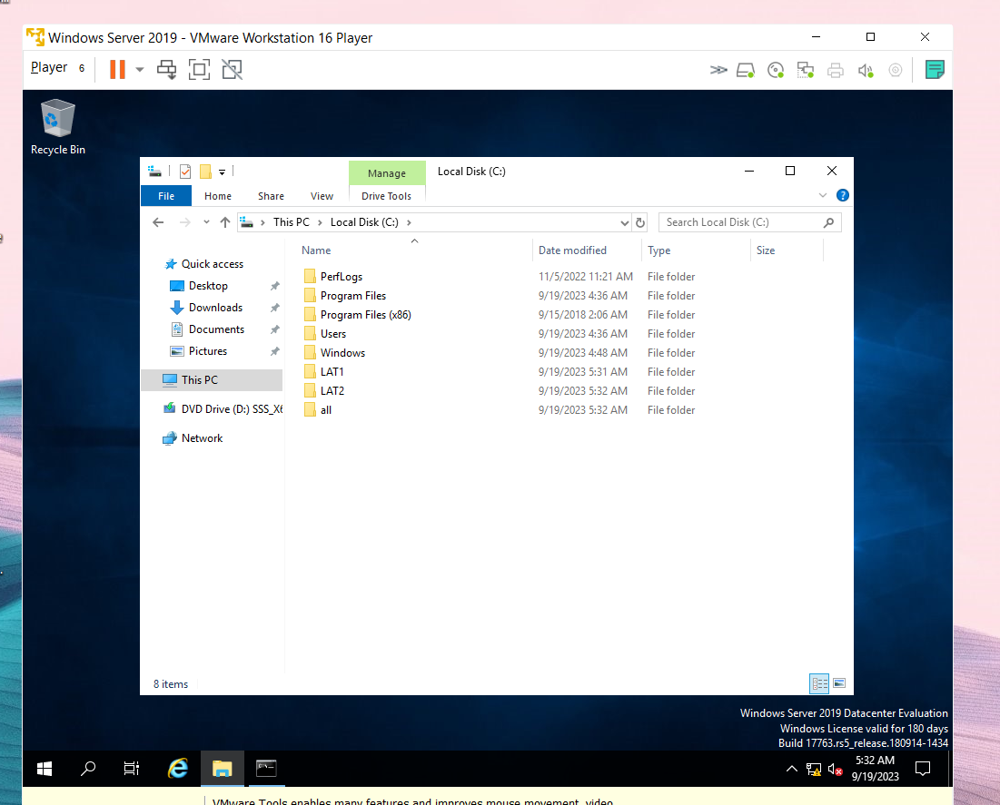 Windows Server 2019 - VMware Workstation 16 Player
Player 6
Recycle Bin
Manage
Local Disk (C:)
File
Home
Share
View
Drive Tools
This PC
Local Disk (C:)
Search Local Disk (C:)
Name
Date modified
Type
Size
Quick access
Desktop
Downloads
Documents
Pictures
This PC
DVD Drive (D:) SSS_X6
Network
PerfLogs 11/5/2022 11:21 AM File folder
Program Files 9/19/2023 4:36 AM File folder
Program Files (x86) 9/15/2018 2:06 AM File folder
Users 9/19/2023 4:36 AM File folder
Windows 9/19/2023 4:48 AM File folder
LAT1 9/19/2023 5:31 AM File folder
LAT2 9/19/2023 5:32 AM File folder
all 9/19/2023 5:32 AM File folder
8 items
Windows Server 2019 Datacenter Evaluation
Windows License valid for 180 days
Build 17763.rs5_release.180914-1434
5:32 AM
9/19/2023
VMware Tools enables many features and improves mouse movement, video